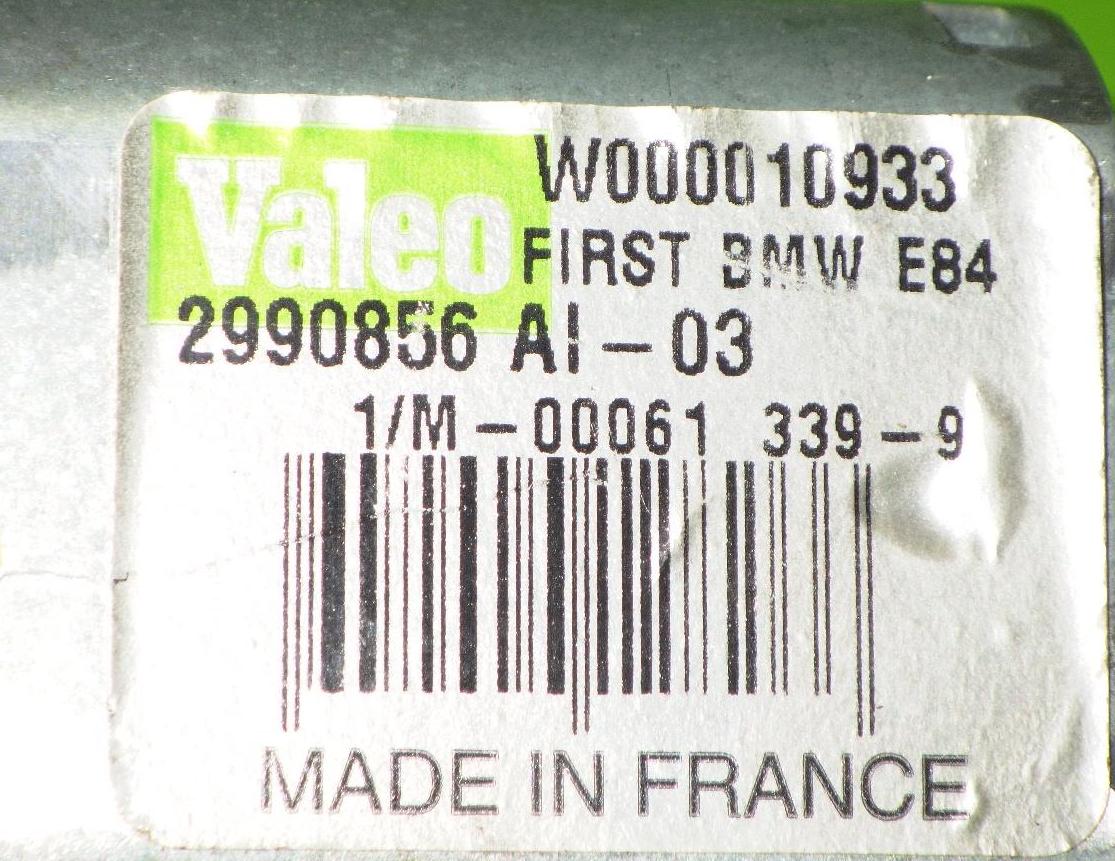 Valeo
W000010933
FIRST BMW E84
2990856 AI-03
1/M-00061 339-9
MADE IN FRANCE